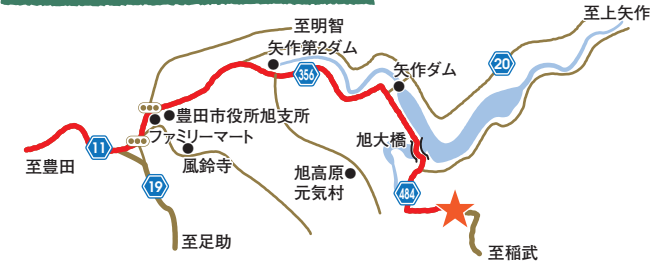 至明智
至上矢作
矢作第2ダム
356
20
矢作ダム
豊田市役所旭支所
ファミリーマート
旭大橋
11
至豊田
風鈴寺
旭高原
元気村
19
484
至足助
至稲武